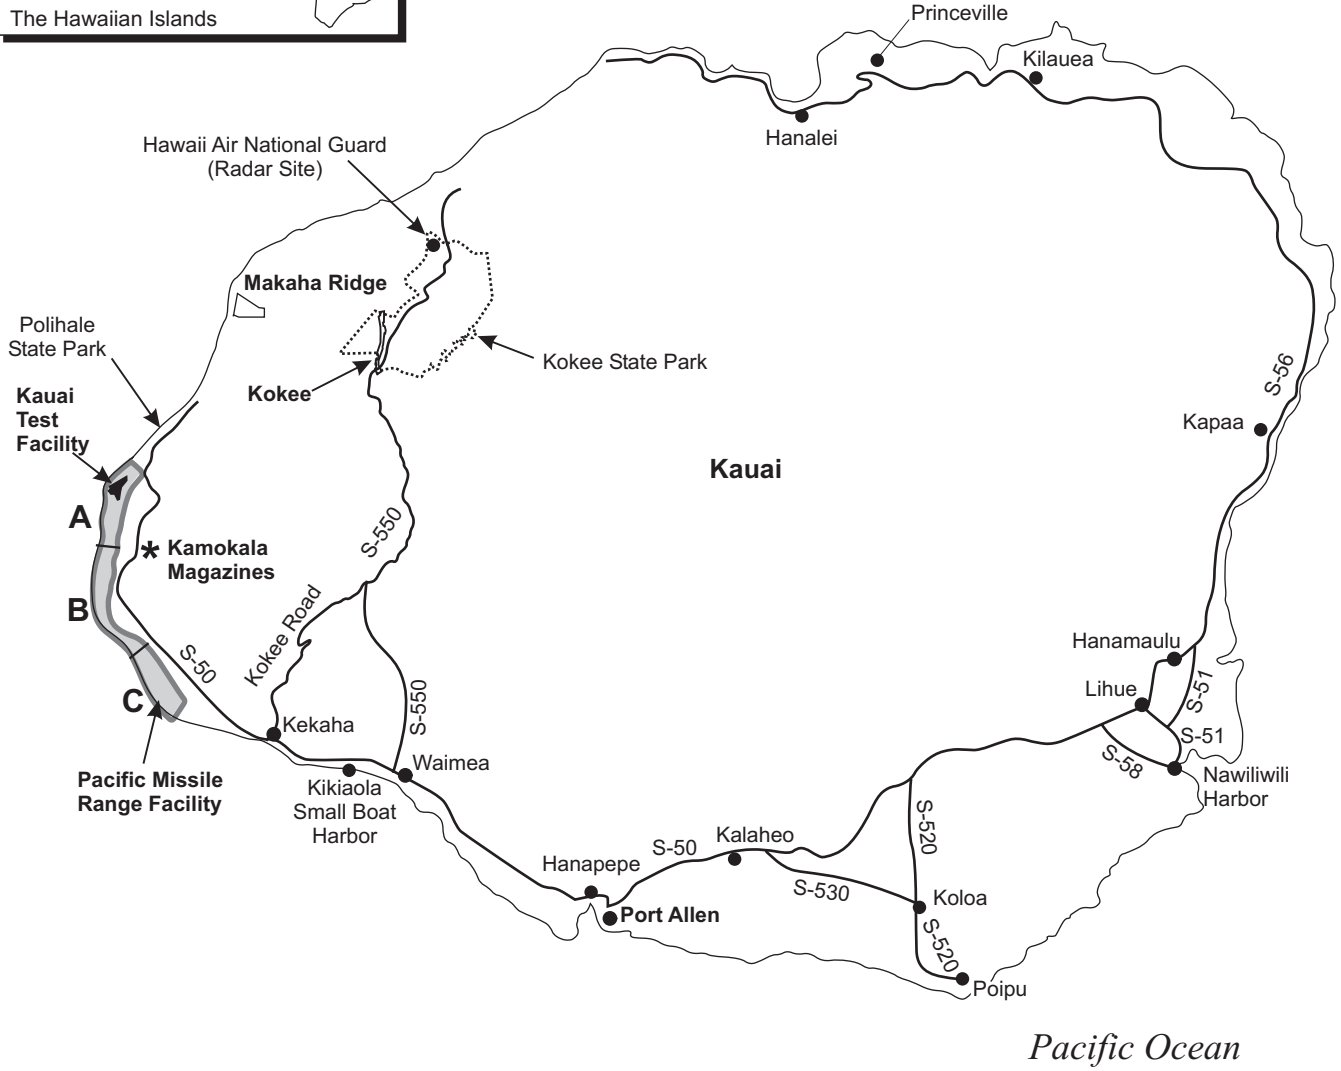 The Hawaiian Islands
Princeville
Kilauea
Hanalei
Hawaii Air National Guard
(Radar Site)
Makaha Ridge
Polihale
State Park
Kokee State Park
Kauai
Test
Facility
Kokee
S-56
Kapaa
Kauai
A
Kamokala
Magazines
S-550
B
Kokee Road
Hanamaulu
S-50
C
S-550
Lihue
S-51
S-51
Kekaha
Waimea
S-58
Nawiliwili
Harbor
Pacific Missile
Range Facility
Kikiaola
Small Boat
Harbor
S-520
Kalaheo
S-50
Hanapepe
S-530
Koloa
Port Allen
S-520
Poipu
Pacific Ocean